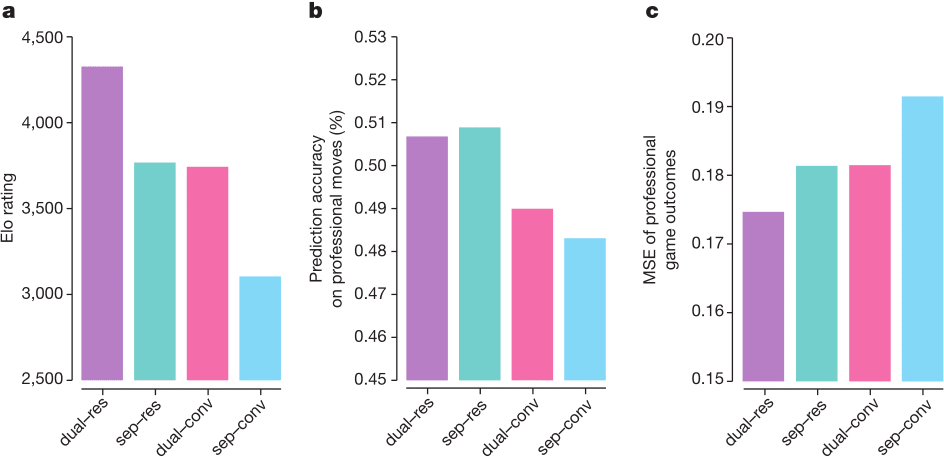 a
Elo rating
4,500
4,000
3,500
3,000
2,500
dual–res
sep–res
dual–conv
sep–conv
b
Prediction accuracy
on professional moves (%)
0.53
0.52
0.51
0.50
0.49
0.48
0.47
0.46
0.45
dual–res
sep–res
dual–conv
sep–conv
c
MSE of professional
game outcomes
0.20
0.19
0.18
0.17
0.16
0.15
dual–res
sep–res
dual–conv
sep–conv